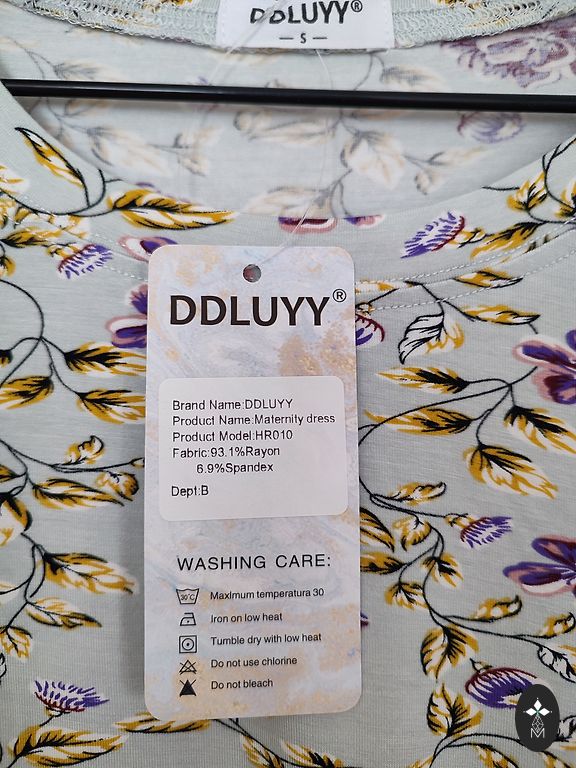 DDLUYY®
– S –
DDLUYY®
Brand Name:DDLUYY
Product Name:Maternity dress
Product Model:HR010
Fabric:93.1%Rayon
6.9%Spandex
Dept:B
WASHING CARE:
30°C
Maxlmum temperatura 30
Iron on low heat
Tumble dry with low heat
Do not use chlorine
Do not bleach
M